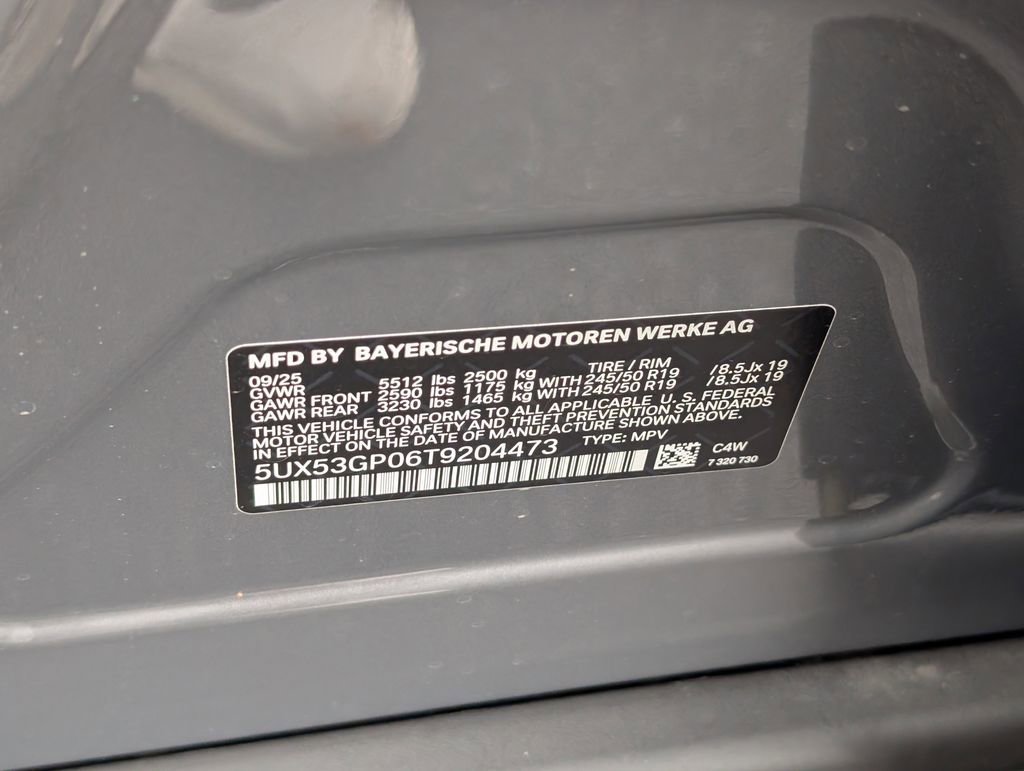 MFD BY BAYERISCHE MOTOREN WERKE AG
09/25 TIRE / RIM
GVWR 5512 lbs 2500 kg
GAWR FRONT 2590 lbs 1175 kg WITH 245/50 R19 /8.5Jx 19
GAWR REAR 3230 lbs 1465 kg WITH 245/50 R19 /8.5Jx 19
THIS VEHICLE CONFORMS TO ALL APPLICABLE U. S. FEDERAL
MOTOR VEHICLE SAFETY AND THEFT PREVENTION STANDARDS
IN EFFECT ON THE DATE OF MANUFACTURE SHOWN ABOVE.
5UX53GP06T9204473 TYPE: MPV C4W
7 320 730